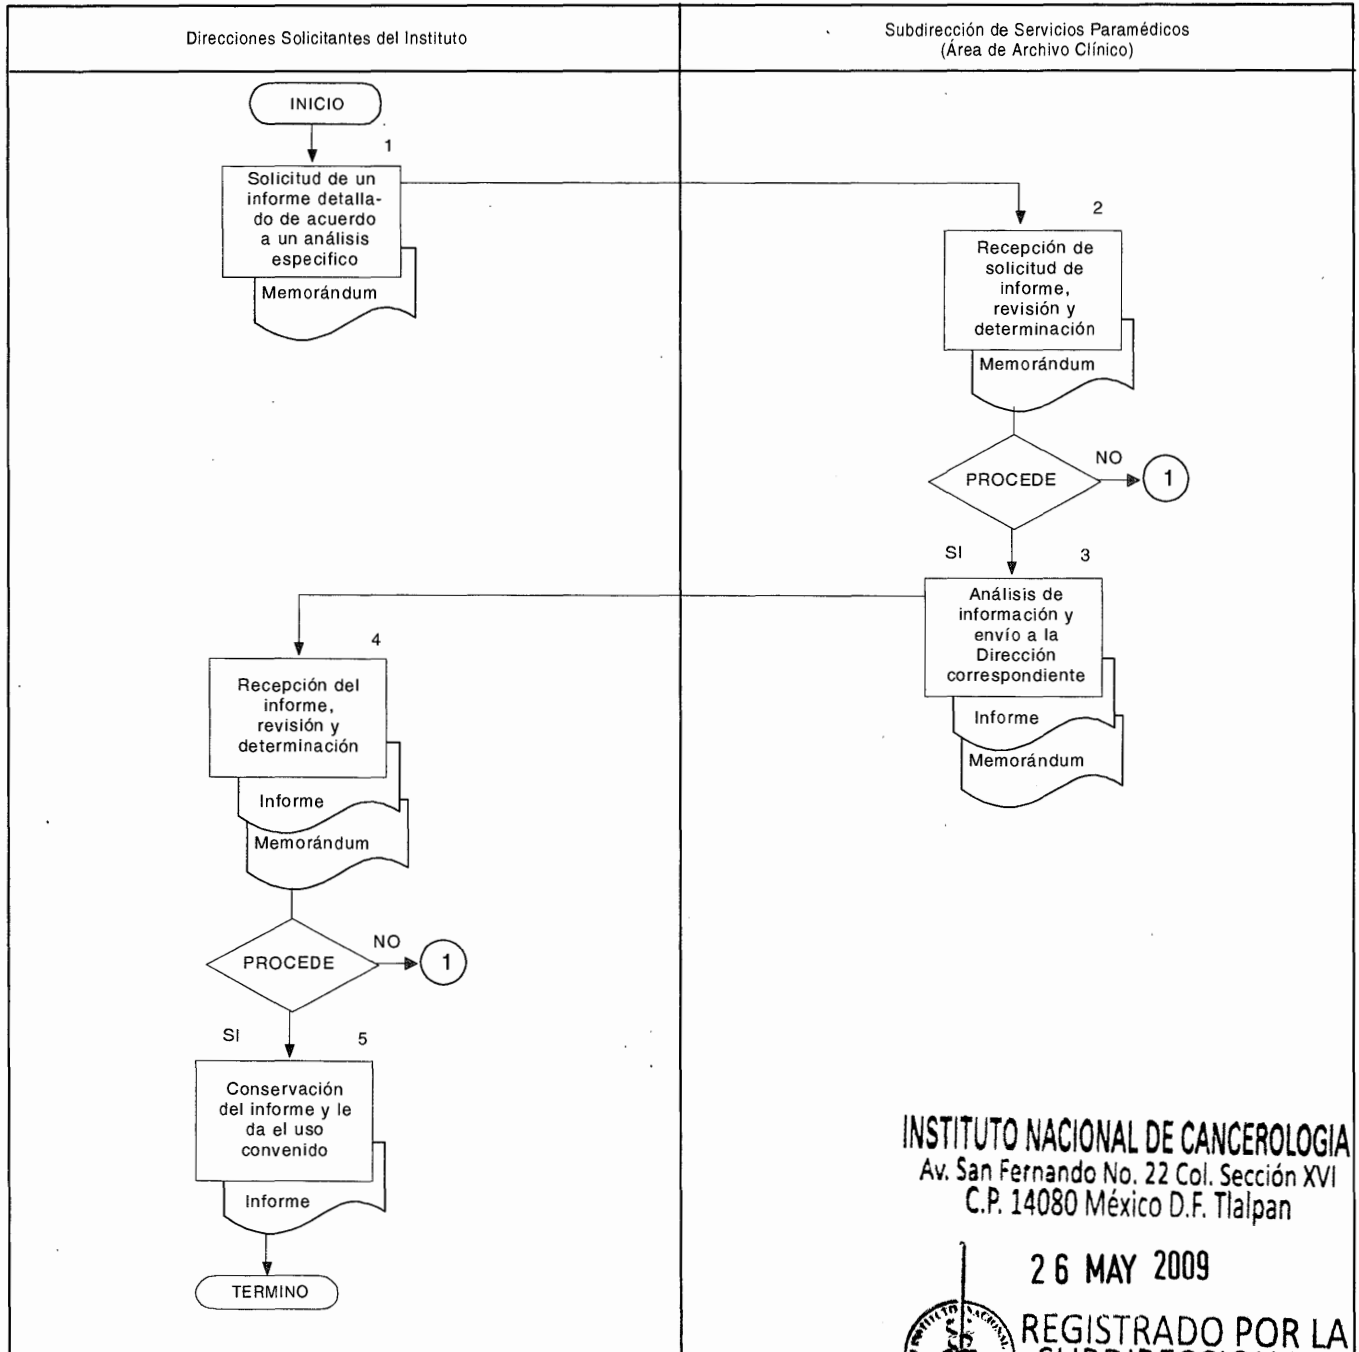 Direcciones Solicitantes del Instituto
Subdirección de Servicios Paramédicos
(Área de Archivo Clínico)
INICIO
1
Solicitud de un
informe detalla-
do de acuerdo
a un análisis
especifico
Memorándum
2
Recepción de
solicitud de
informe,
revisión y
determinación
Memorándum
PROCEDE
NO
1
SI
3
Análisis de
información y
envío a la
Dirección
correspondiente
Informe
Memorándum
4
Recepción del
informe,
revisión y
determinación
Informe
Memorándum
PROCEDE
NO
1
SI
5
Conservación
del informe y le
da el uso
convenido
Informe
TERMINO
INSTITUTO NACIONAL DE CANCEROLOGIA
Av. San Fernando No. 22 Col. Sección XVI
C.P. 14080 México D.F. Tlalpan
26 MAY 2009
REGISTRADO POR LA